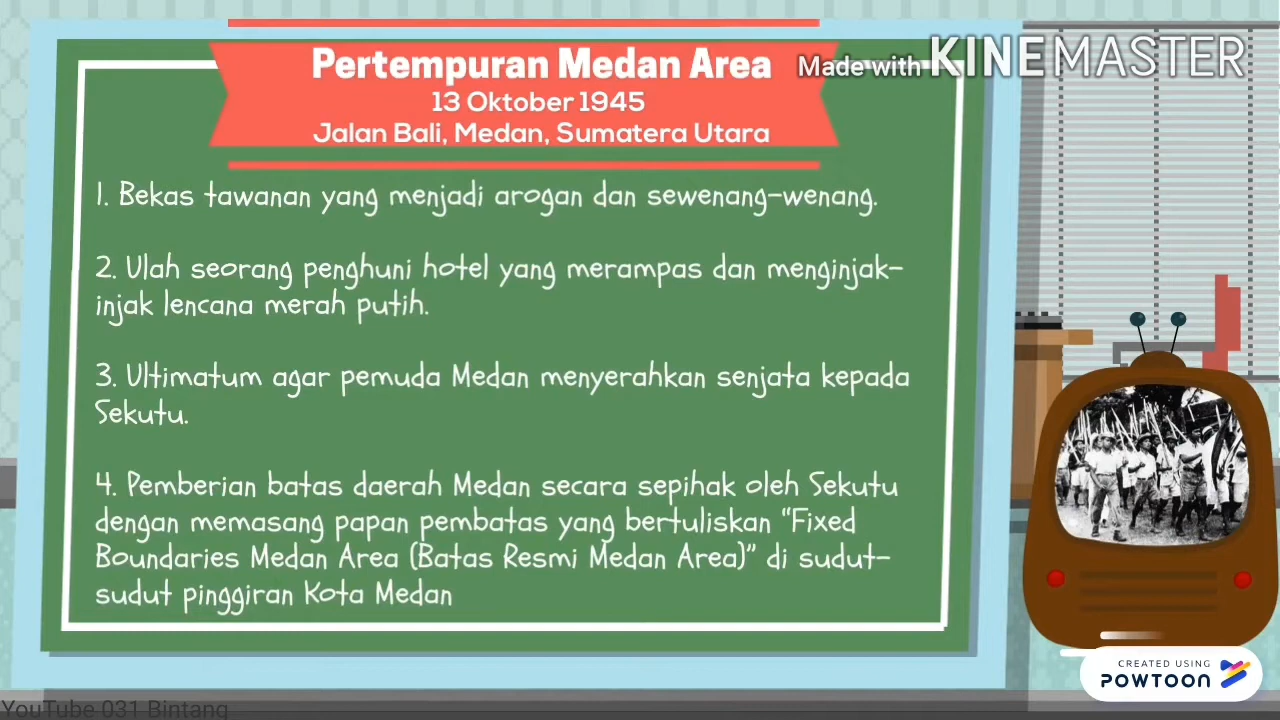 Pertempuran Medan Area
Made with KINEMASTER
13 Oktober 1945
Jalan Bali, Medan, Sumatera Utara
1. Bekas tawanan yang menjadi arogan dan sewenang-wenang.
2. Ulah seorang penghuni hotel yang merampas dan menginjak-
injak lencana merah putih.
3. Ultimatum agar pemuda Medan menyerahkan senjata kepada
Sekutu.
4. Pemberian batas daerah Medan secara sepihak oleh Sekutu
dengan memasang papan pembatas yang bertuliskan “Fixed
Boundaries Medan Area (Batas Resmi Medan Area)” di sudut-
sudut pinggiran Kota Medan
CREATED USING
POWTOON
YouTube 031 Bintang